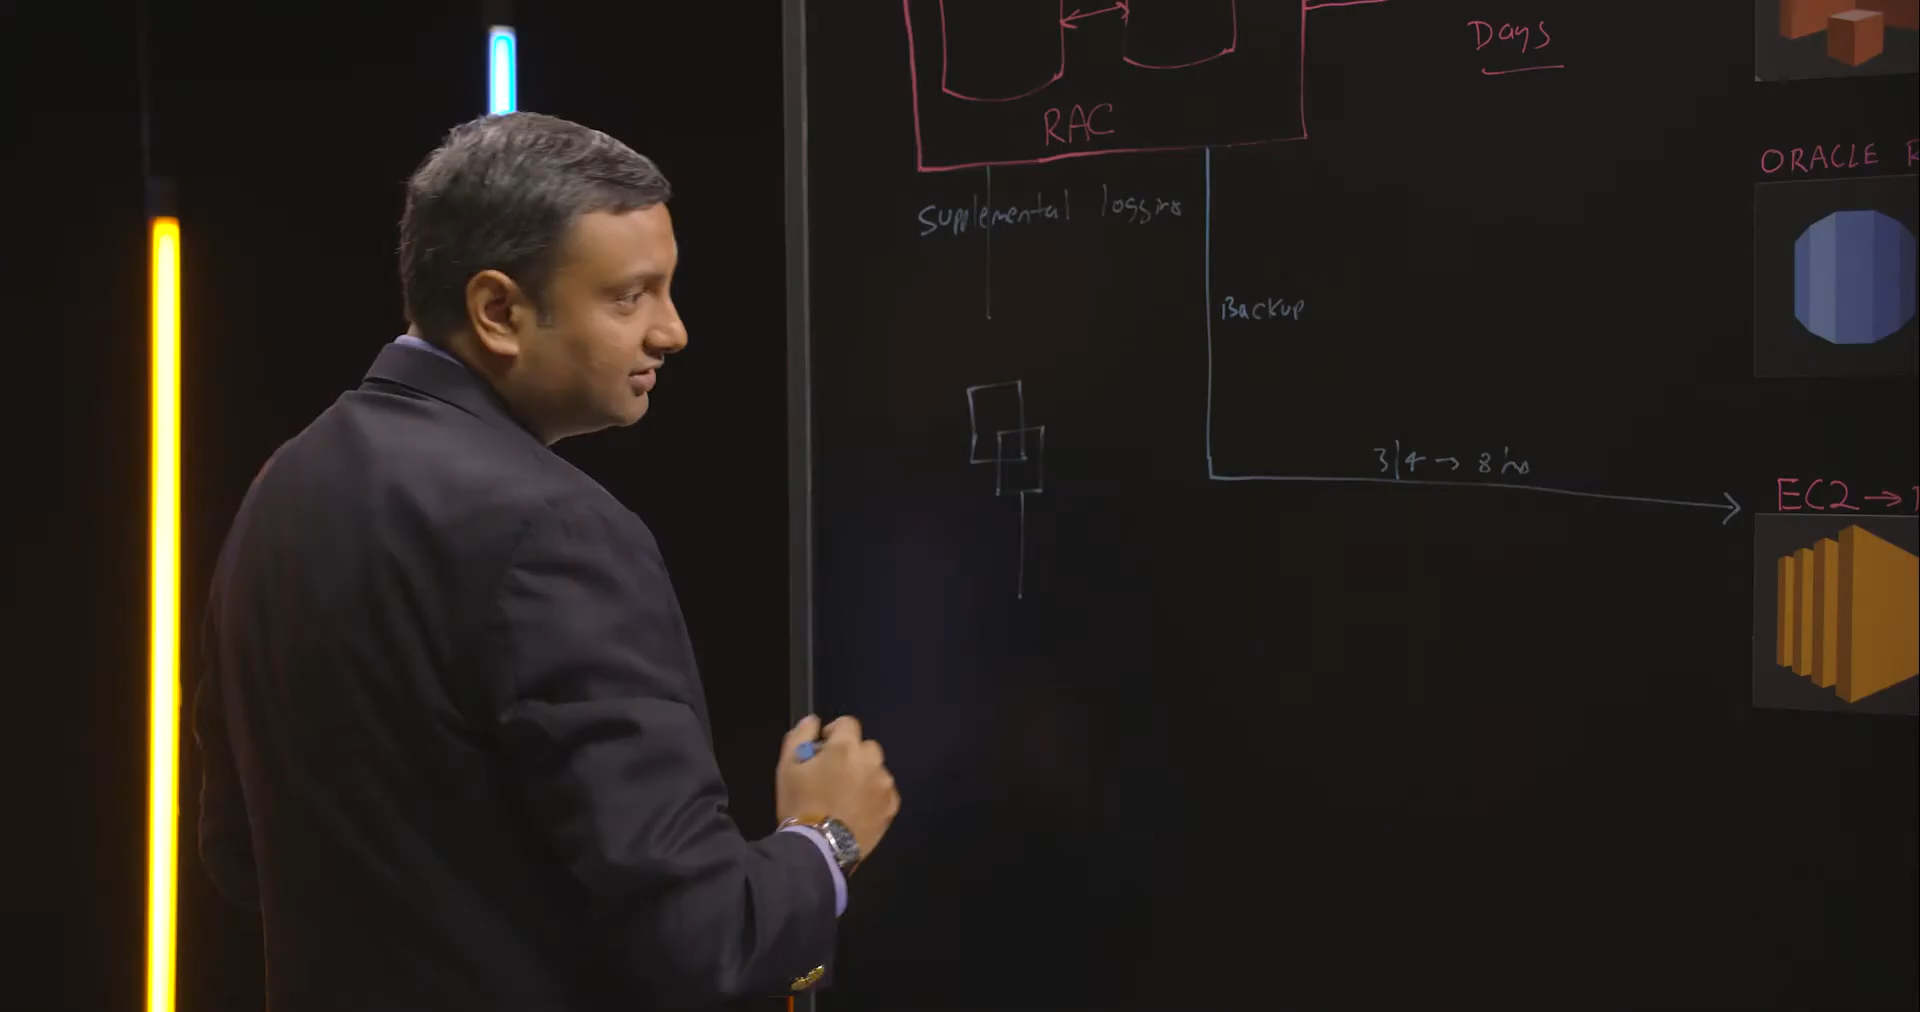 Days
RAC
ORACLE
Supplemental logging
Backup
3/4 → 8 hrs
EC2 →